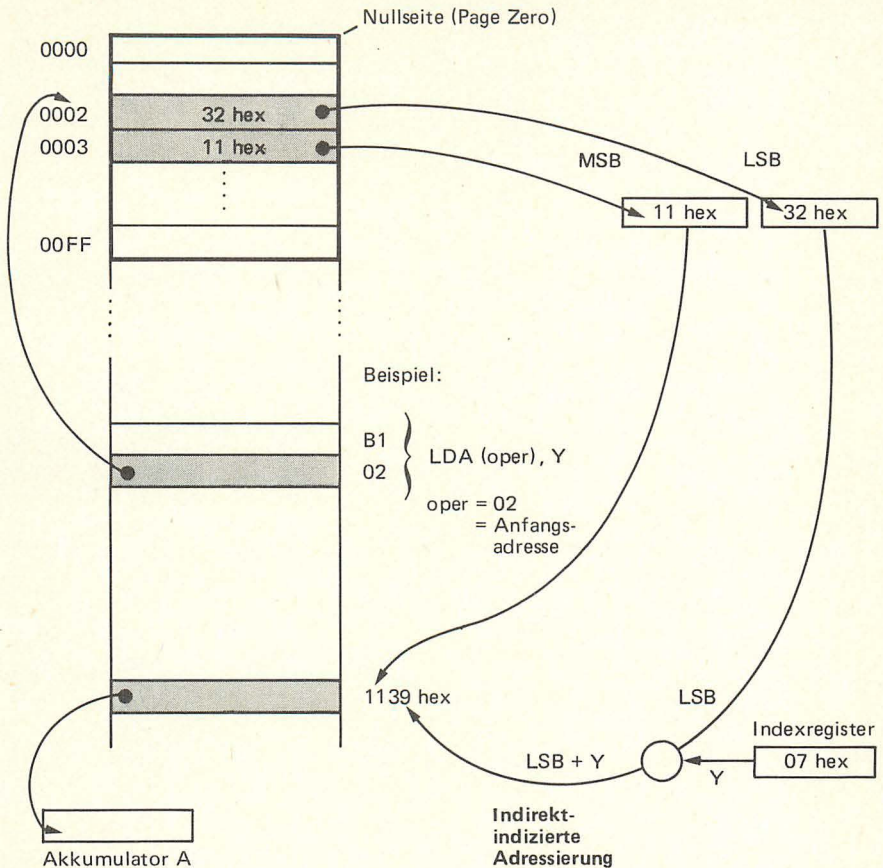 Nullseite (Page Zero)
0000
0002
32 hex
0003
11 hex
00FF
MSB
LSB
11 hex
32 hex
Beispiel:
B1
02
LDA (oper), Y
oper = 02
= Anfangs-
adresse
1139 hex
LSB
Indexregister
07 hex
LSB + Y
Y
Akkumulator A
Indirekt-
indizierte
Adressierung